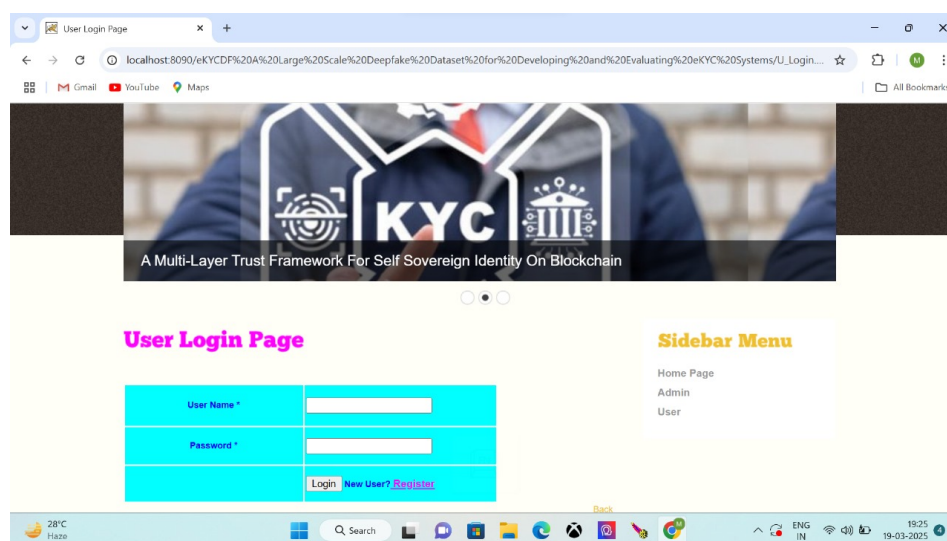 User Login Page
localhost:8090/eKYCDF%20A%20Large%20Scale%20Deepfake%20Dataset%20for%20Developing%20and%20Evaluating%20eKYC%20Systems/U_Login....
M
Gmail
YouTube
Maps
All Bookmarks
KYC
A Multi-Layer Trust Framework For Self Sovereign Identity On Blockchain
User Login Page
Sidebar Menu
Home Page
Admin
User
User Name *
Password *
Login New User? Register
Back
28°C
Haze
Search
ENG
IN
19:25
19-03-2025
4